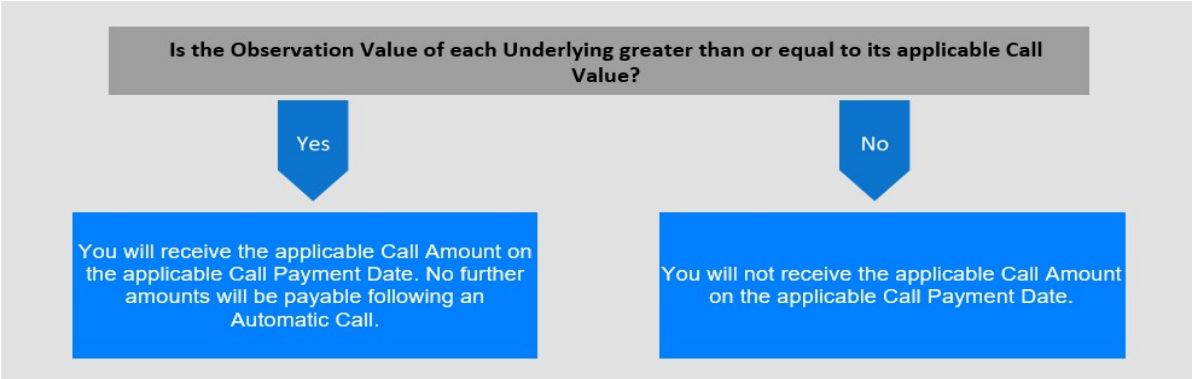 Is the Observation Value of each Underlying greater than or equal to its applicable Call
Value?
Yes
No
You will receive the applicable Call Amount on
the applicable Call Payment Date. No further
amounts will be payable following an
Automatic Call.
You will not receive the applicable Call Amount
on the applicable Call Payment Date.